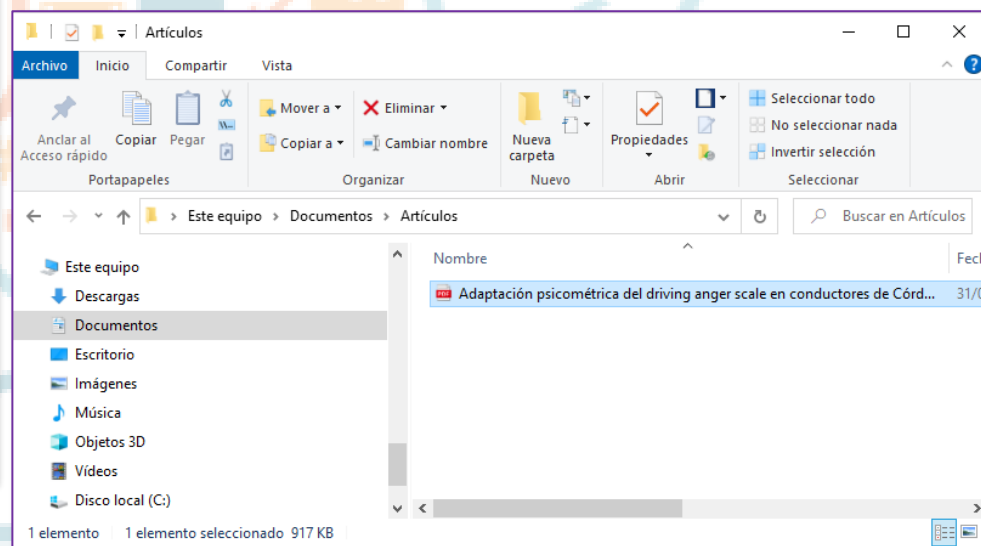 Artículos
Archivo Inicio Compartir Vista
Anclar al Acceso rápido
Copiar
Pegar
Mover a
Copiar a
Eliminar
Cambiar nombre
Nueva carpeta
Propiedades
Seleccionar todo
No seleccionar nada
Invertir selección
Portapapeles Organizar Nuevo Abrir Seleccionar
Este equipo > Documentos > Artículos
Buscar en Artículos
Este equipo
Descargas
Documentos
Escritorio
Imágenes
Música
Objetos 3D
Vídeos
Disco local (C:)
Nombre
PDF Adaptación psicométrica del driving anger scale en conductores de Córd...
1 elemento 1 elemento seleccionado 917 KB